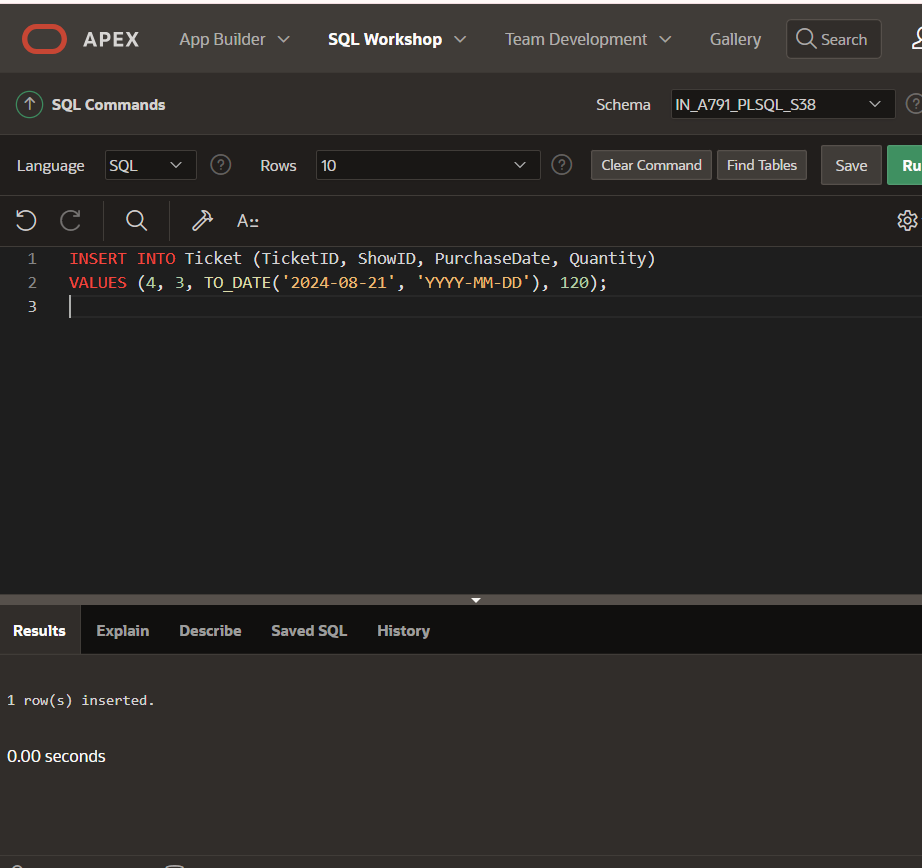 APEX App Builder SQL Workshop Team Development Gallery Search
SQL Commands Schema IN_A791_PLSQL_S38
Language SQL Rows 10 Clear Command Find Tables Save Ru
A::
1 INSERT INTO Ticket (TicketID, ShowID, PurchaseDate, Quantity)
2 VALUES (4, 3, TO_DATE('2024-08-21', 'YYYY-MM-DD'), 120);
3
Results Explain Describe Saved SQL History
1 row(s) inserted.
0.00 seconds